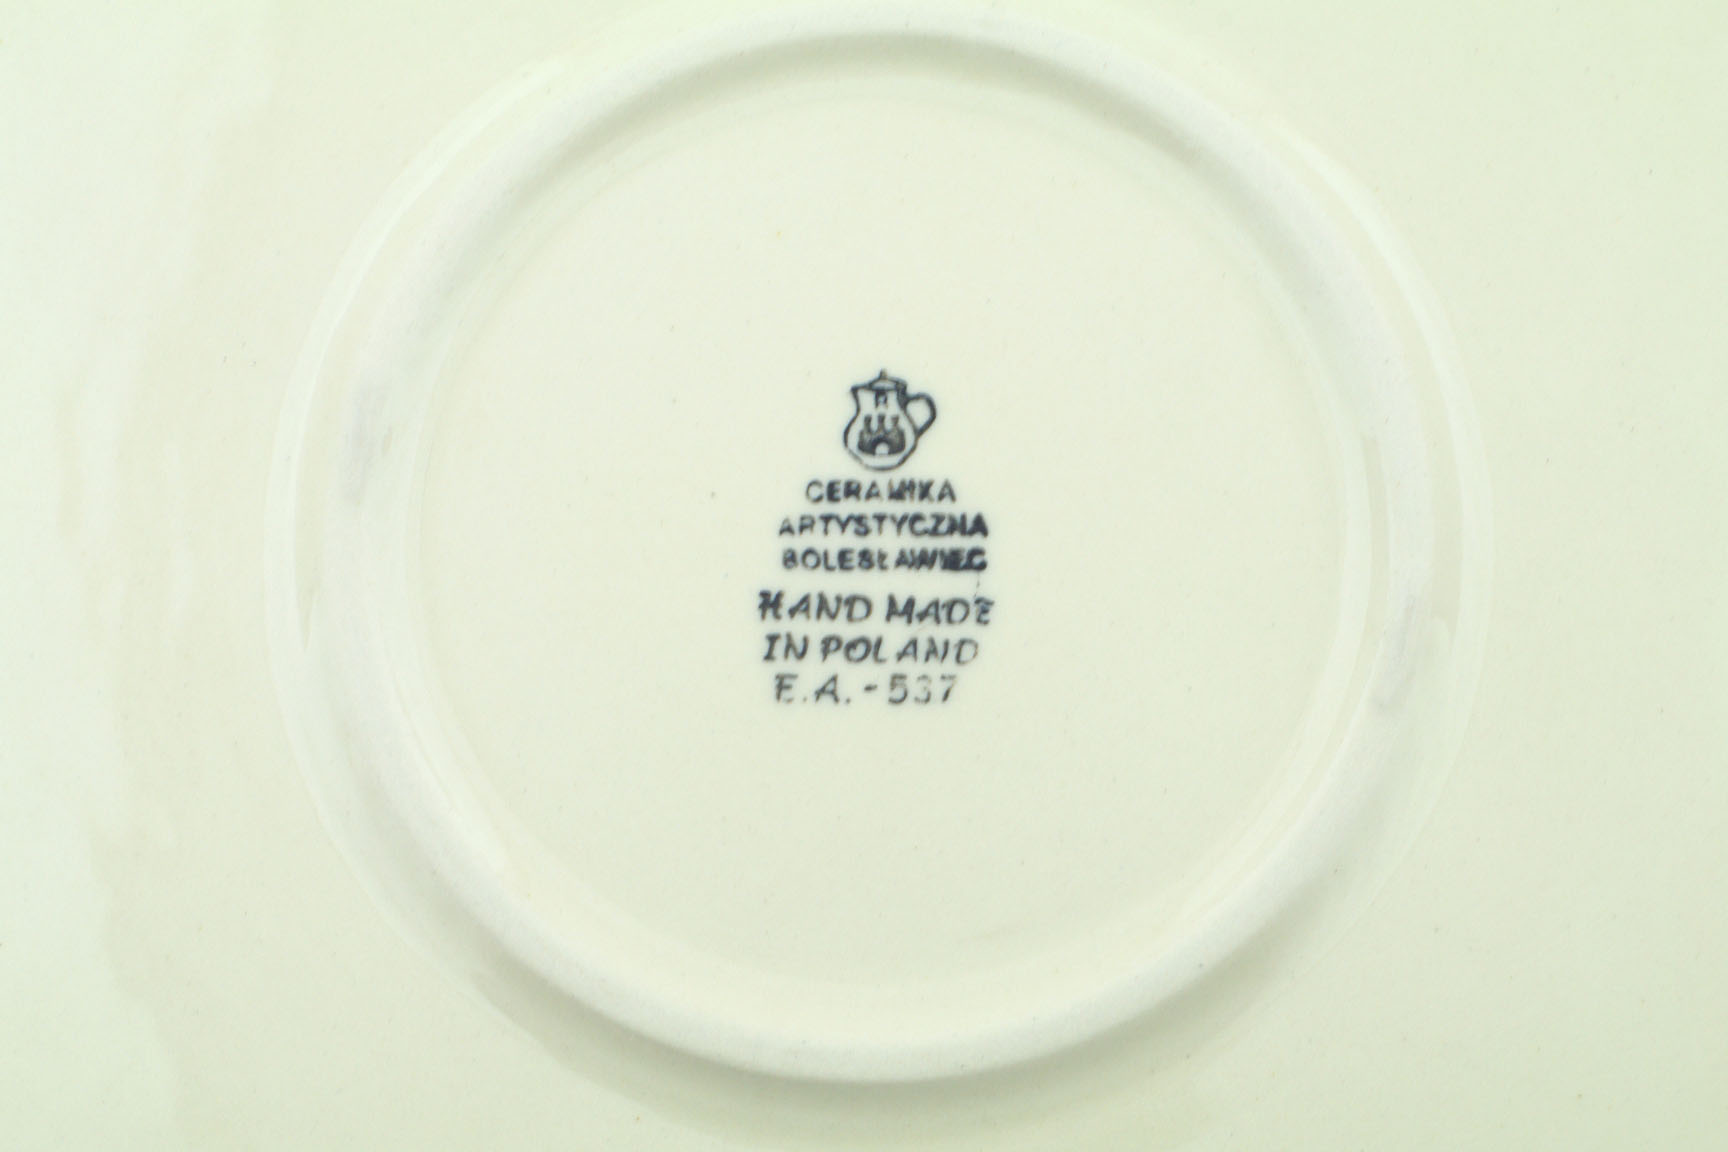 CERAMIKA
ARTYSTYCZNA
BOLESŁAWIEC
HAND MADE
IN POLAND
E.A. - 537